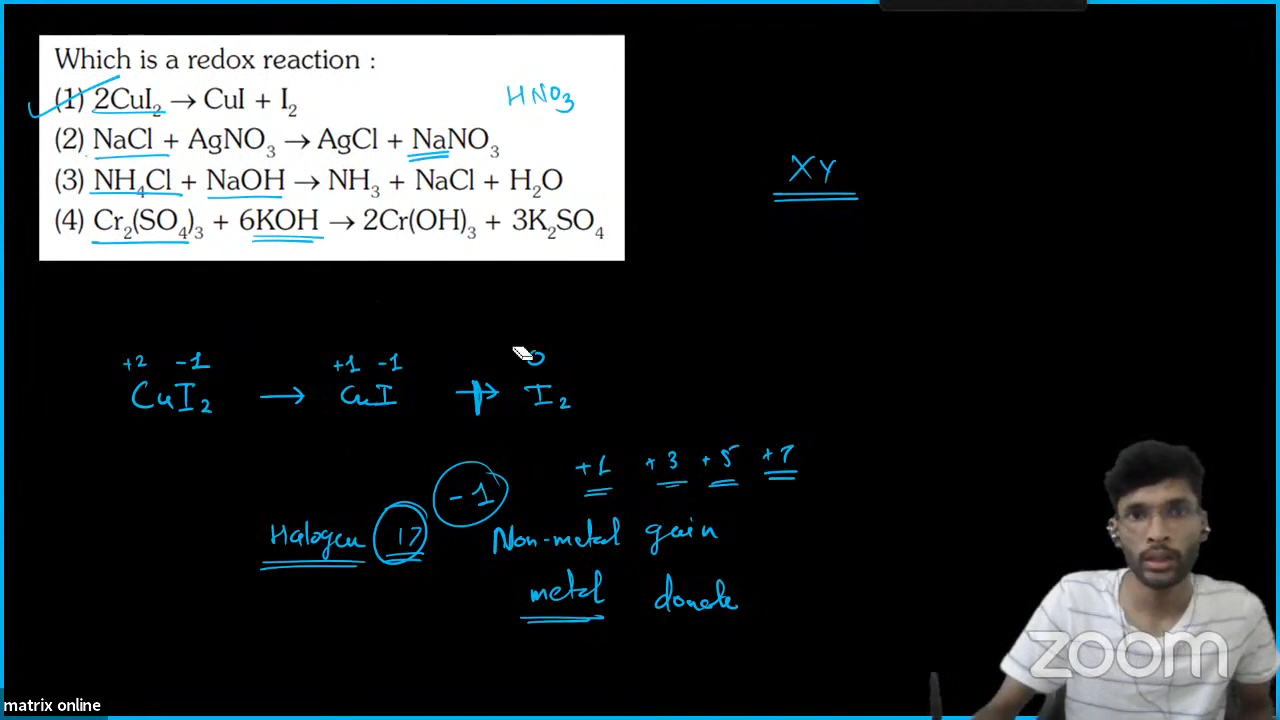 Which is a redox reaction :
(1) 2CuI₂ → CuI + I₂
HNO₃
(2) NaCl + AgNO₃ → AgCl + NaNO₃
XY
(3) NH₄Cl + NaOH → NH₃ + NaCl + H₂O
(4) Cr₂(SO₄)₃ + 6KOH → 2Cr(OH)₃ + 3K₂SO₄
+2 -1 +1 -1 0
CuI₂ → CuI + I₂
+1 +3 +5 +7
-1
Halogen 17 Non-metal gain
metal donate
zoom
matrix online